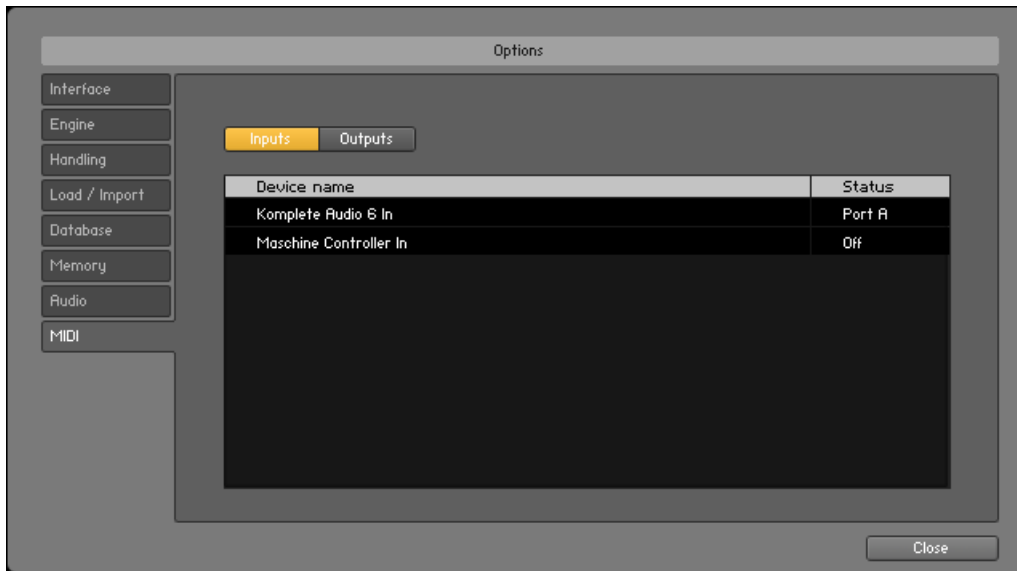 Options
Interface
Engine
Handling
Load / Import
Database
Memory
Audio
MIDI
Inputs Outputs
Device name Status
Komplete Audio 6 In Port A
Maschine Controller In Off
Close